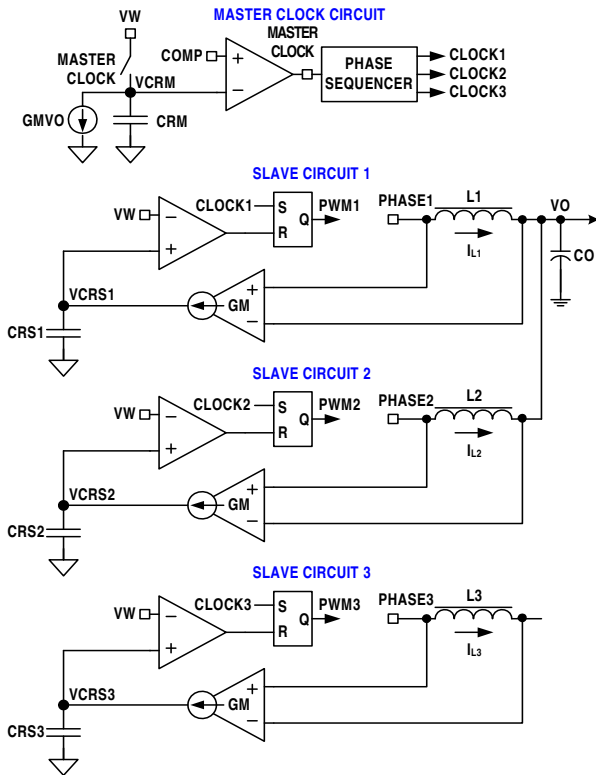 MASTER CLOCK CIRCUIT
VW
MASTER
CLOCK
VCRM
GMVO
CRM
COMP
+
−
MASTER
CLOCK
PHASE
SEQUENCER
CLOCK1
CLOCK2
CLOCK3
SLAVE CIRCUIT 1
VW
−
+
CLOCK1
S
R
Q
PWM1
PHASE1
L1
IL1
VO
CO
VCRS1
CRS1
GM
+
−
SLAVE CIRCUIT 2
VW
−
+
CLOCK2
S
R
Q
PWM2
PHASE2
L2
IL2
VCRS2
CRS2
GM
+
−
SLAVE CIRCUIT 3
VW
−
+
CLOCK3
S
R
Q
PWM3
PHASE3
L3
IL3
VCRS3
CRS3
GM
+
−